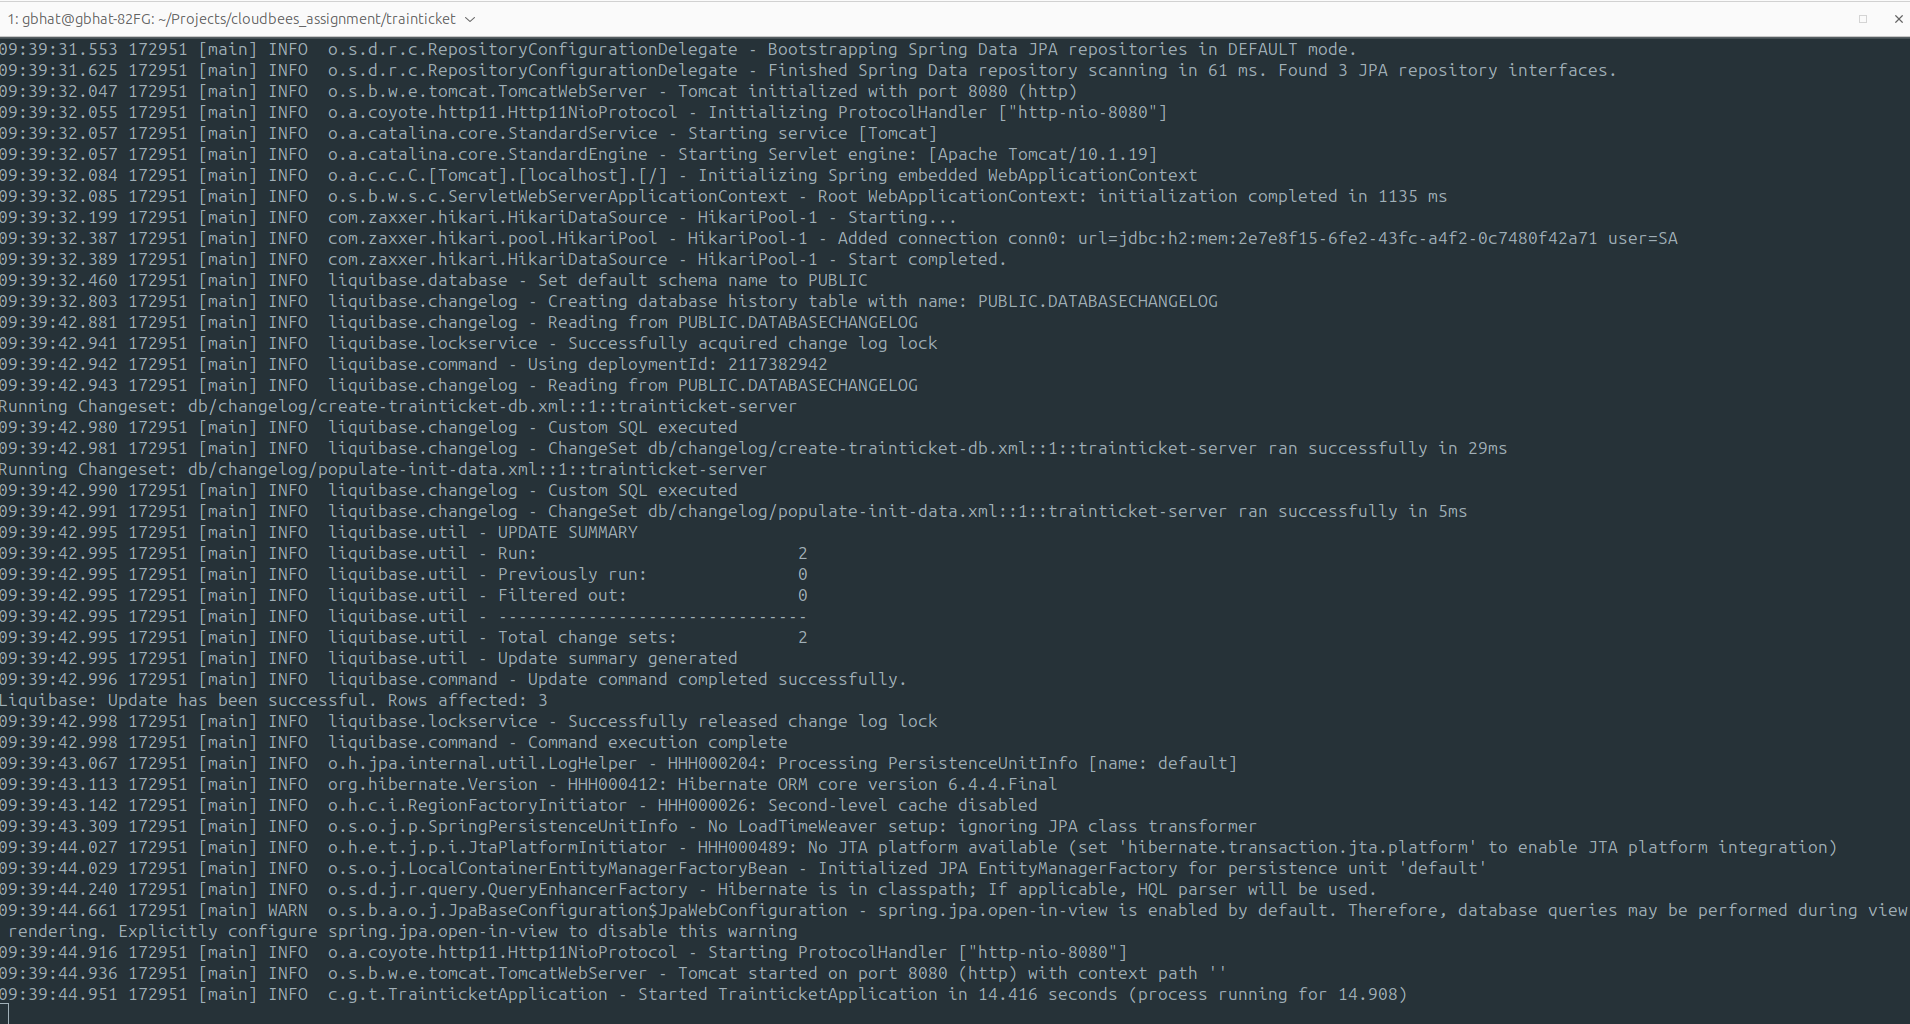 1: gbhat@gbhat-82FG: ~/Projects/cloudbees_assignment/trainticket
09:39:31.553 172951 [main] INFO  o.s.d.r.c.RepositoryConfigurationDelegate - Bootstrapping Spring Data JPA repositories in DEFAULT mode.
09:39:31.625 172951 [main] INFO  o.s.d.r.c.RepositoryConfigurationDelegate - Finished Spring Data repository scanning in 61 ms. Found 3 JPA repository interfaces.
09:39:32.047 172951 [main] INFO  o.s.b.w.e.tomcat.TomcatWebServer - Tomcat initialized with port 8080 (http)
09:39:32.055 172951 [main] INFO  o.a.coyote.http11.Http11NioProtocol - Initializing ProtocolHandler ["http-nio-8080"]
09:39:32.057 172951 [main] INFO  o.a.catalina.core.StandardService - Starting service [Tomcat]
09:39:32.057 172951 [main] INFO  o.a.catalina.core.StandardEngine - Starting Servlet engine: [Apache Tomcat/10.1.19]
09:39:32.084 172951 [main] INFO  o.a.c.c.C.[Tomcat].[localhost].[/] - Initializing Spring embedded WebApplicationContext
09:39:32.085 172951 [main] INFO  o.s.b.w.s.c.ServletWebServerApplicationContext - Root WebApplicationContext: initialization completed in 1135 ms
09:39:32.199 172951 [main] INFO  com.zaxxer.hikari.HikariDataSource - HikariPool-1 - Starting...
09:39:32.387 172951 [main] INFO  com.zaxxer.hikari.pool.HikariPool - HikariPool-1 - Added connection conn0: url=jdbc:h2:mem:2e7e8f15-6fe2-43fc-a4f2-0c7480f42a71 user=SA
09:39:32.389 172951 [main] INFO  com.zaxxer.hikari.HikariDataSource - HikariPool-1 - Start completed.
09:39:32.460 172951 [main] INFO  liquibase.database - Set default schema name to PUBLIC
09:39:32.803 172951 [main] INFO  liquibase.changelog - Creating database history table with name: PUBLIC.DATABASECHANGELOG
09:39:42.881 172951 [main] INFO  liquibase.changelog - Reading from PUBLIC.DATABASECHANGELOG
09:39:42.941 172951 [main] INFO  liquibase.lockservice - Successfully acquired change log lock
09:39:42.942 172951 [main] INFO  liquibase.command - Using deploymentId: 2117382942
09:39:42.943 172951 [main] INFO  liquibase.changelog - Reading from PUBLIC.DATABASECHANGELOG
Running Changeset: db/changelog/create-trainticket-db.xml::1::trainticket-server
09:39:42.980 172951 [main] INFO  liquibase.changelog - Custom SQL executed
09:39:42.981 172951 [main] INFO  liquibase.changelog - ChangeSet db/changelog/create-trainticket-db.xml::1::trainticket-server ran successfully in 29ms
Running Changeset: db/changelog/populate-init-data.xml::1::trainticket-server
09:39:42.990 172951 [main] INFO  liquibase.changelog - Custom SQL executed
09:39:42.991 172951 [main] INFO  liquibase.changelog - ChangeSet db/changelog/populate-init-data.xml::1::trainticket-server ran successfully in 5ms
09:39:42.995 172951 [main] INFO  liquibase.util - UPDATE SUMMARY
09:39:42.995 172951 [main] INFO  liquibase.util - Run:                          2
09:39:42.995 172951 [main] INFO  liquibase.util - Previously run:               0
09:39:42.995 172951 [main] INFO  liquibase.util - Filtered out:                 0
09:39:42.995 172951 [main] INFO  liquibase.util - -------------------------------
09:39:42.995 172951 [main] INFO  liquibase.util - Total change sets:            2
09:39:42.995 172951 [main] INFO  liquibase.util - Update summary generated
09:39:42.996 172951 [main] INFO  liquibase.command - Update command completed successfully.
Liquibase: Update has been successful. Rows affected: 3
09:39:42.998 172951 [main] INFO  liquibase.lockservice - Successfully released change log lock
09:39:42.998 172951 [main] INFO  liquibase.command - Command execution complete
09:39:43.067 172951 [main] INFO  o.h.jpa.internal.util.LogHelper - HHH000204: Processing PersistenceUnitInfo [name: default]
09:39:43.113 172951 [main] INFO  org.hibernate.Version - HHH000412: Hibernate ORM core version 6.4.4.Final
09:39:43.142 172951 [main] INFO  o.h.c.i.RegionFactoryInitiator - HHH000026: Second-level cache disabled
09:39:43.309 172951 [main] INFO  o.s.o.j.p.SpringPersistenceUnitInfo - No LoadTimeWeaver setup: ignoring JPA class transformer
09:39:44.027 172951 [main] INFO  o.h.e.t.j.p.i.JtaPlatformInitiator - HHH000489: No JTA platform available (set 'hibernate.transaction.jta.platform' to enable JTA platform integration)
09:39:44.029 172951 [main] INFO  o.s.o.j.LocalContainerEntityManagerFactoryBean - Initialized JPA EntityManagerFactory for persistence unit 'default'
09:39:44.240 172951 [main] INFO  o.s.d.j.r.query.QueryEnhancerFactory - Hibernate is in classpath; If applicable, HQL parser will be used.
09:39:44.661 172951 [main] WARN  o.s.b.a.o.j.JpaBaseConfiguration$JpaWebConfiguration - spring.jpa.open-in-view is enabled by default. Therefore, database queries may be performed during view
 rendering. Explicitly configure spring.jpa.open-in-view to disable this warning
09:39:44.916 172951 [main] INFO  o.a.coyote.http11.Http11NioProtocol - Starting ProtocolHandler ["http-nio-8080"]
09:39:44.936 172951 [main] INFO  o.s.b.w.e.tomcat.TomcatWebServer - Tomcat started on port 8080 (http) with context path ''
09:39:44.951 172951 [main] INFO  c.g.t.TrainticketApplication - Started TrainticketApplication in 14.416 seconds (process running for 14.908)